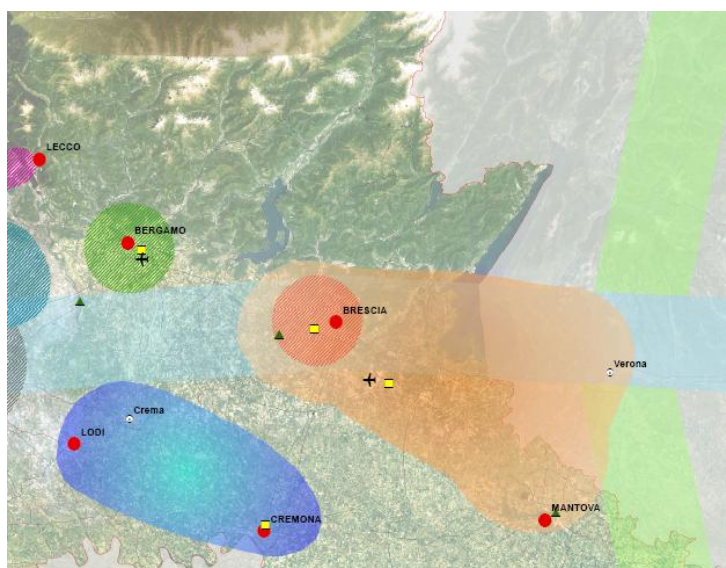 LECCO
BERGAMO
BRESCIA
Verona
Crema
LODI
MANTOVA
CREMONA